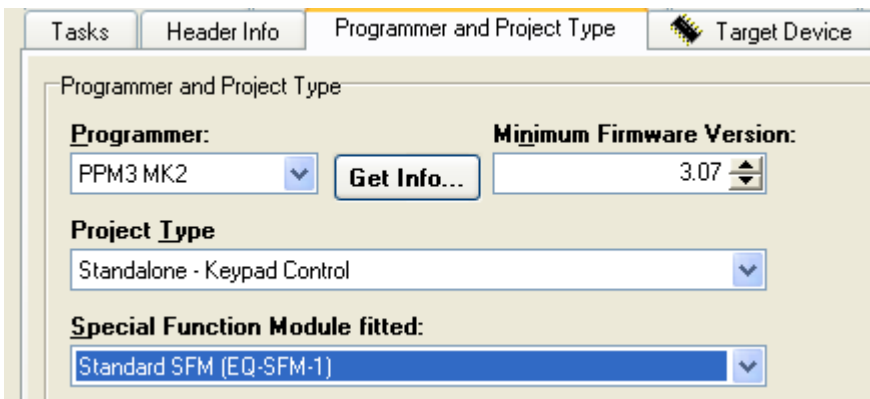 Tasks Header Info Programmer and Project Type Target Device
Programmer and Project Type
Programmer: Minimum Firmware Version:
PPM3 MK2 Get Info... 3.07
Project Type
Standalone - Keypad Control
Special Function Module fitted:
Standard SFM (EQ-SFM-1)